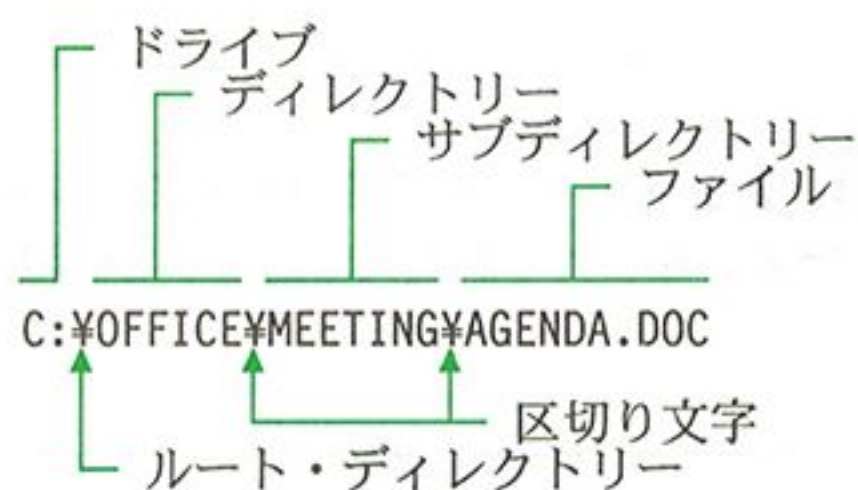 ドライブ
ディレクトリー
サブディレクトリー
ファイル
C:¥OFFICE¥MEETING¥AGENDA.DOC
区切り文字
ルート・ディレクトリー